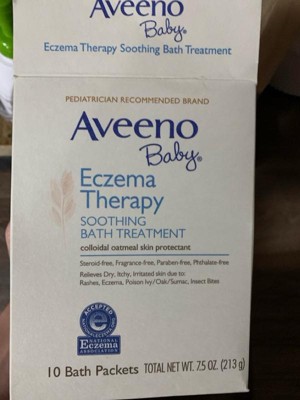 Aveeno
Baby®
Eczema Therapy Soothing Bath Treatment
PEDIATRICIAN RECOMMENDED BRAND
Aveeno
Baby®
Eczema
Therapy
SOOTHING
BATH TREATMENT
colloidal oatmeal skin protectant
Steroid-free, Fragrance-free, Paraben-free, Phthalate-free
Relieves Dry, Itchy, Irritated skin due to:
Rashes, Eczema, Poison Ivy/Oak/Sumac, Insect Bites
ACCEPTED
e
NATIONAL
Eczema
ASSOCIATION
10 Bath Packets TOTAL NET WT. 7.5 OZ. (213 g)